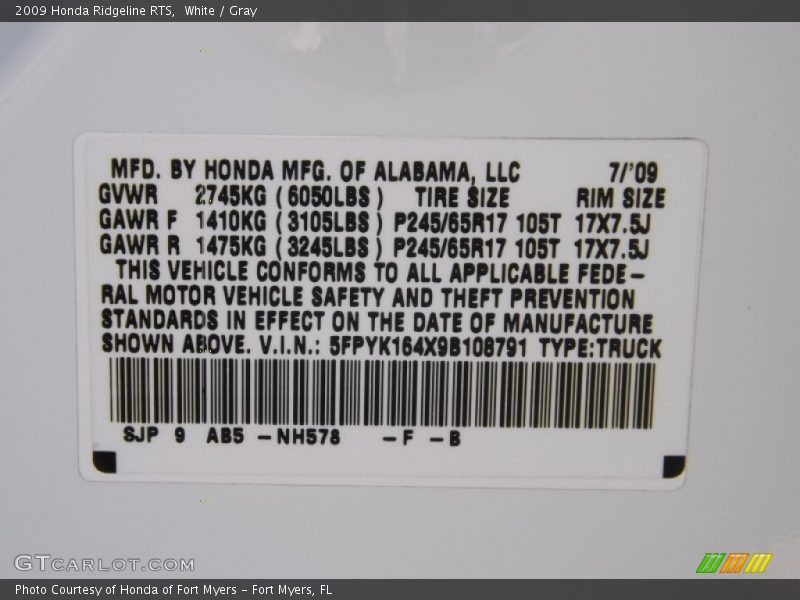 2009 Honda Ridgeline RTS, White / Gray
MFD. BY HONDA MFG. OF ALABAMA, LLC 7/'09
GVWR 2745KG (6050LBS) TIRE SIZE RIM SIZE
GAWR F 1410KG (3105LBS) P245/65R17 105T 17X7.5J
GAWR R 1475KG (3245LBS) P245/65R17 105T 17X7.5J
THIS VEHICLE CONFORMS TO ALL APPLICABLE FEDE-
RAL MOTOR VEHICLE SAFETY AND THEFT PREVENTION
STANDARDS IN EFFECT ON THE DATE OF MANUFACTURE
SHOWN ABOVE. V.I.N.: 5FPYK164X9B108791 TYPE:TRUCK
SJP 9 AB5 -NH578 -F -B
GTCARLOT.COM
Photo Courtesy of Honda of Fort Myers - Fort Myers, FL